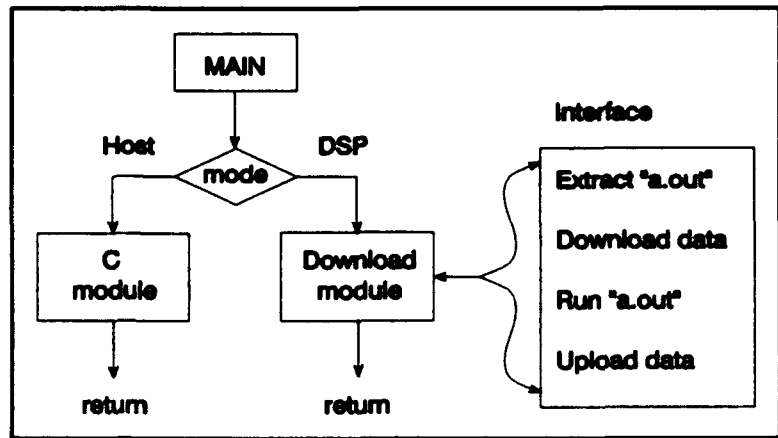 MAIN
Host
DSP
mode
C
module
Download
module
return
return
Interface
Extract "a.out"
Download data
Run "a.out"
Upload data